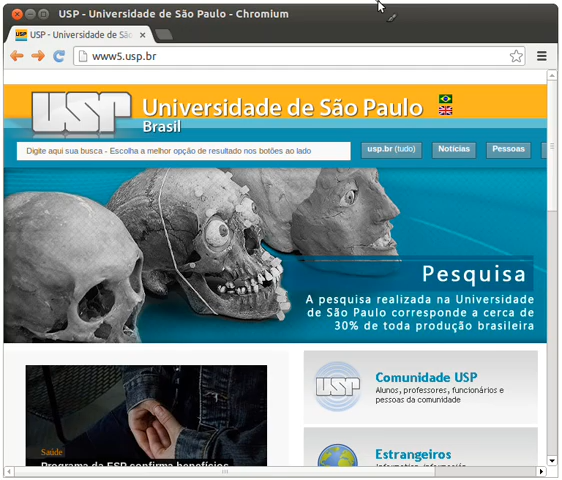 USP - Universidade de São Paulo - Chromium
USP - Universidade de São
www5.usp.br
USP
Universidade de São Paulo
Brasil
Digite aqui sua busca - Escolha a melhor opção de resultado nos botões ao lado
usp.br (tudo)
Notícias
Pessoas
Pesquisa
A pesquisa realizada na Universidade
de São Paulo corresponde a cerca de
30% de toda produção brasileira
USP
Comunidade USP
Alunos, professores, funcionários e
pessoas da comunidade
Saúde
Programa da ESP confirma benefícios
Estrangeiros